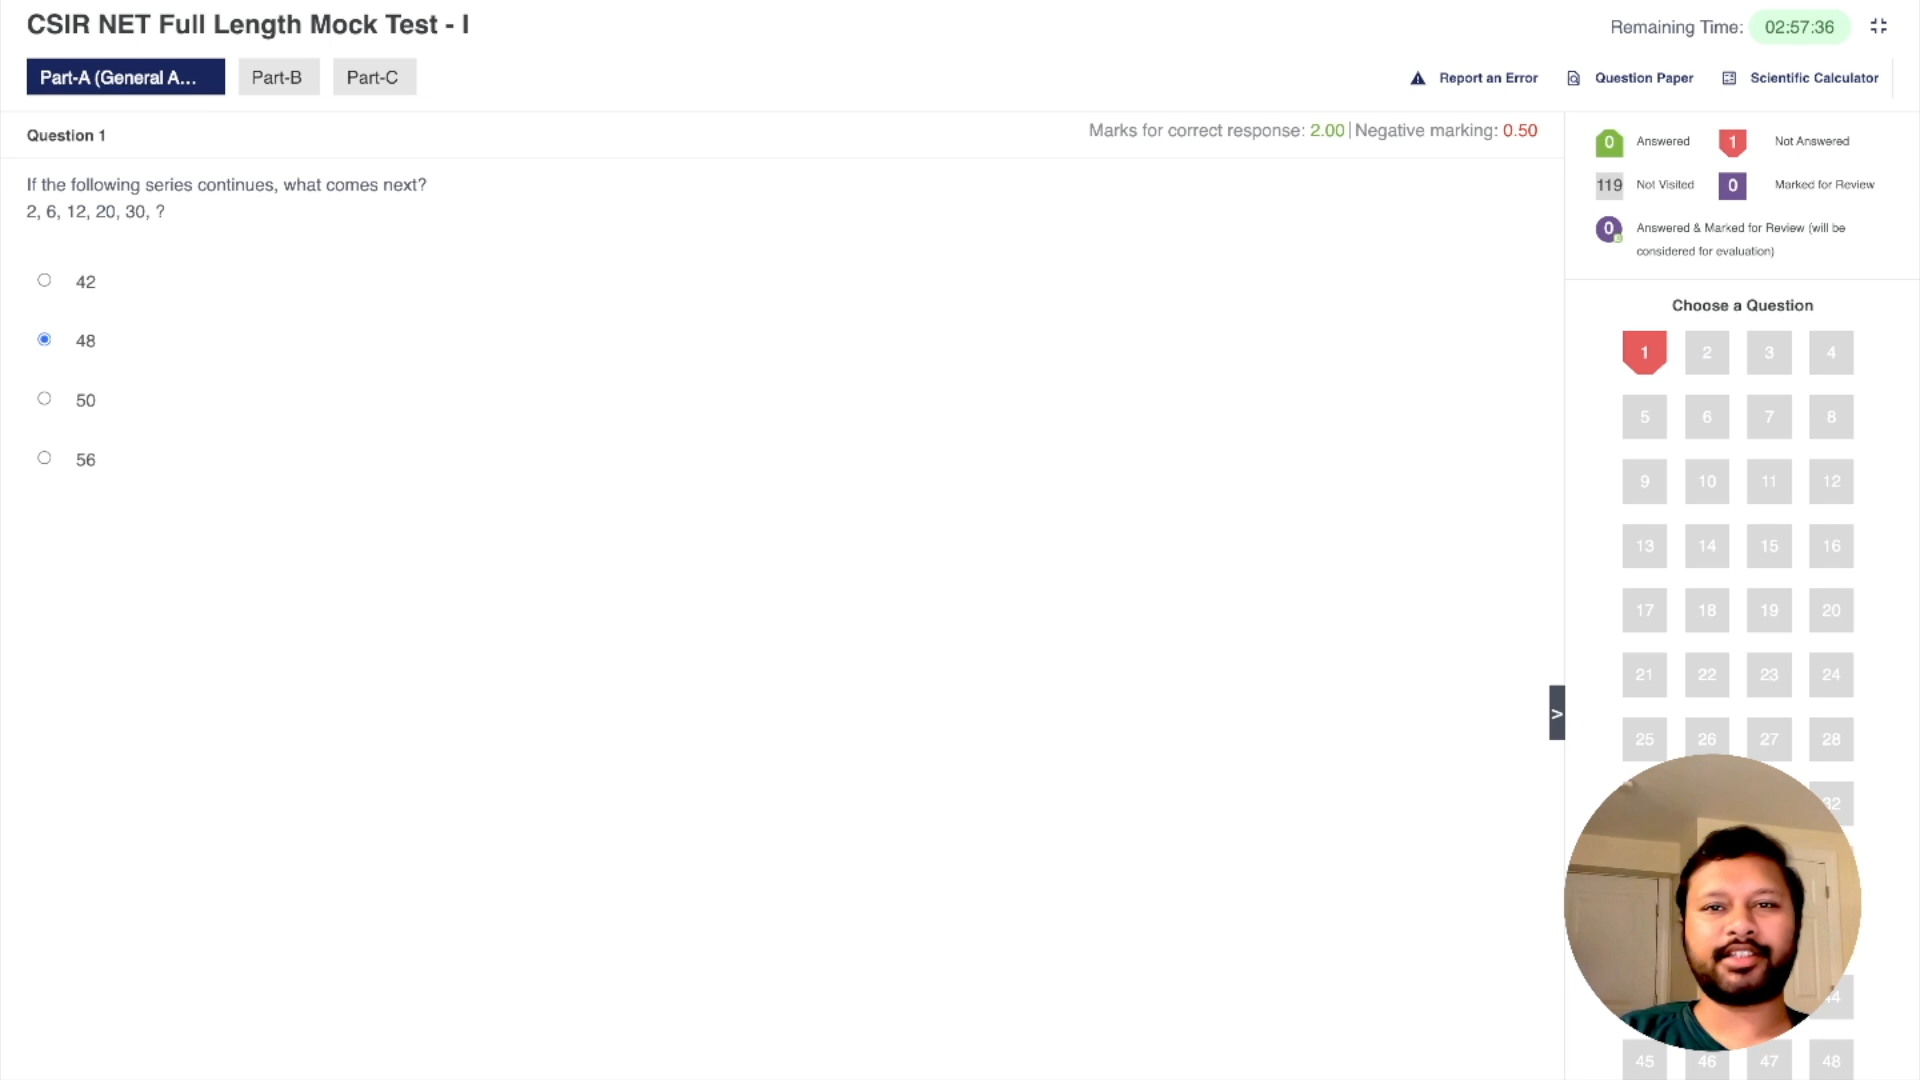 CSIR NET Full Length Mock Test - I
Remaining Time: 02:57:36
Part-A (General A... Part-B Part-C
Report an Error Question Paper Scientific Calculator
Question 1
Marks for correct response: 2.00 | Negative marking: 0.50
If the following series continues, what comes next?
2, 6, 12, 20, 30, ?
42
48
50
56
0 Answered 1 Not Answered
119 Not Visited 0 Marked for Review
0 Answered & Marked for Review (will be
considered for evaluation)
Choose a Question
1 2 3 4
5 6 7 8
9 10 11 12
13 14 15 16
17 18 19 20
21 22 23 24
>
25 26 27 28
32
44
45 46 47 48